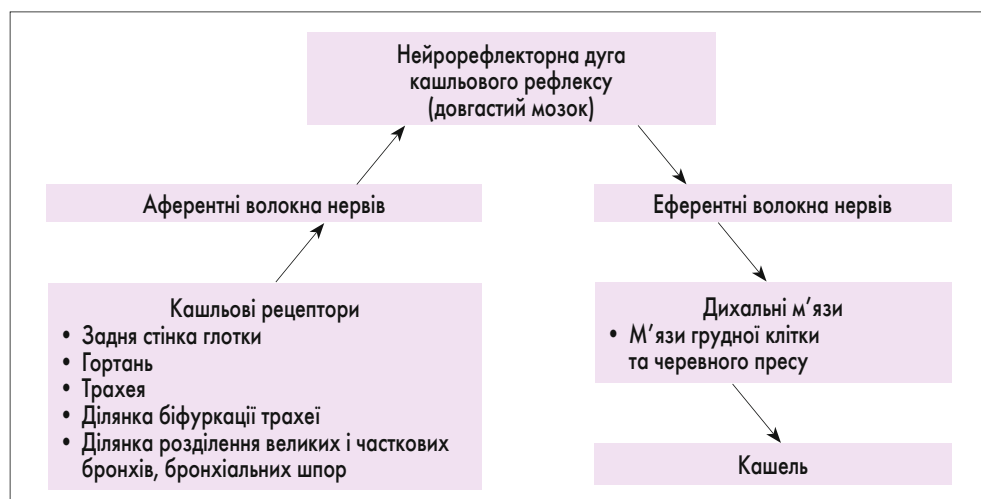 Нейрорефлекторна дуга
кашльового рефлексу
(довгастий мозок)
Аферентні волокна нервів
Еферентні волокна нервів
Кашльові рецептори
• Задня стінка глотки
• Гортань
• Трахея
• Ділянка біфуркації трахеї
• Ділянка розділення великих і часткових
бронхів, бронхіальних шпор
Дихальні м’язи
• М’язи грудної клітки
та черевного пресу
Кашель